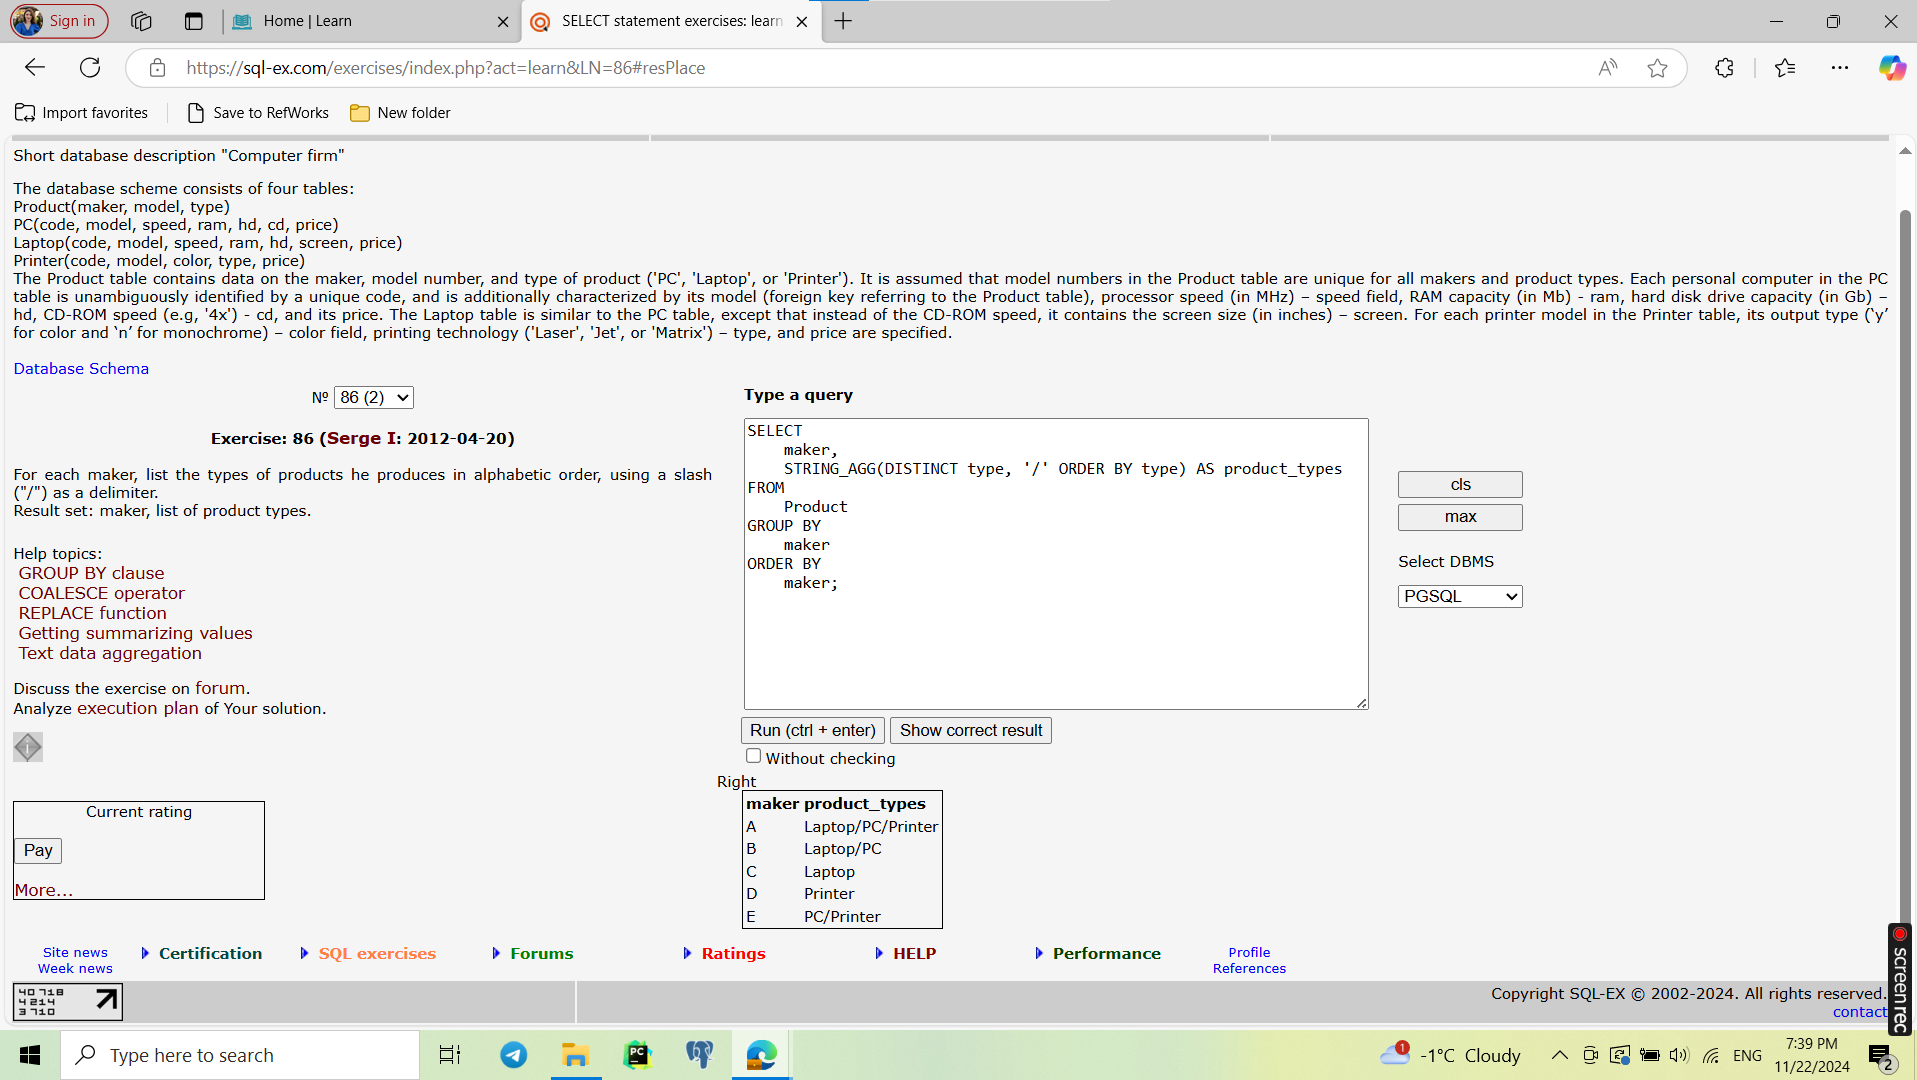 Sign in
Home | Learn
SELECT statement exercises: learn
https://sql-ex.com/exercises/index.php?act=learn&LN=86#resPlace
Import favorites
Save to RefWorks
New folder
Short database description "Computer firm"
The database scheme consists of four tables:
Product(maker, model, type)
PC(code, model, speed, ram, hd, cd, price)
Laptop(code, model, speed, ram, hd, screen, price)
Printer(code, model, color, type, price)
The Product table contains data on the maker, model number, and type of product ('PC', 'Laptop', or 'Printer'). It is assumed that model numbers in the Product table are unique for all makers and product types. Each personal computer in the PC
table is unambiguously identified by a unique code, and is additionally characterized by its model (foreign key referring to the Product table), processor speed (in MHz) – speed field, RAM capacity (in Mb) - ram, hard disk drive capacity (in Gb) –
hd, CD-ROM speed (e.g, '4x') - cd, and its price. The Laptop table is similar to the PC table, except that instead of the CD-ROM speed, it contains the screen size (in inches) – screen. For each printer model in the Printer table, its output type (‘y’
for color and ‘n’ for monochrome) – color field, printing technology ('Laser', 'Jet', or 'Matrix') – type, and price are specified.
Database Schema
№ 86 (2)
Exercise: 86 (Serge I: 2012-04-20)
For each maker, list the types of products he produces in alphabetic order, using a slash
("/") as a delimiter.
Result set: maker, list of product types.
Help topics:
GROUP BY clause
COALESCE operator
REPLACE function
Getting summarizing values
Text data aggregation
Discuss the exercise on forum.
Analyze execution plan of Your solution.
Current rating
Pay
More...
Type a query
SELECT
maker,
STRING_AGG(DISTINCT type, '/' ORDER BY type) AS product_types
FROM
Product
GROUP BY
maker
ORDER BY
maker;
cls
max
Select DBMS
PGSQL
Run (ctrl + enter)
Show correct result
Without checking
Right
maker product_types
A Laptop/PC/Printer
B Laptop/PC
C Laptop
D Printer
E PC/Printer
Site news
Week news
Certification
SQL exercises
Forums
Ratings
HELP
Performance
Profile
References
40 718
4 214
3 710
Copyright SQL-EX © 2002-2024. All rights reserved.
contact
screenrec
Type here to search
PC
1
-1°C Cloudy
ENG
7:39 PM
11/22/2024
2